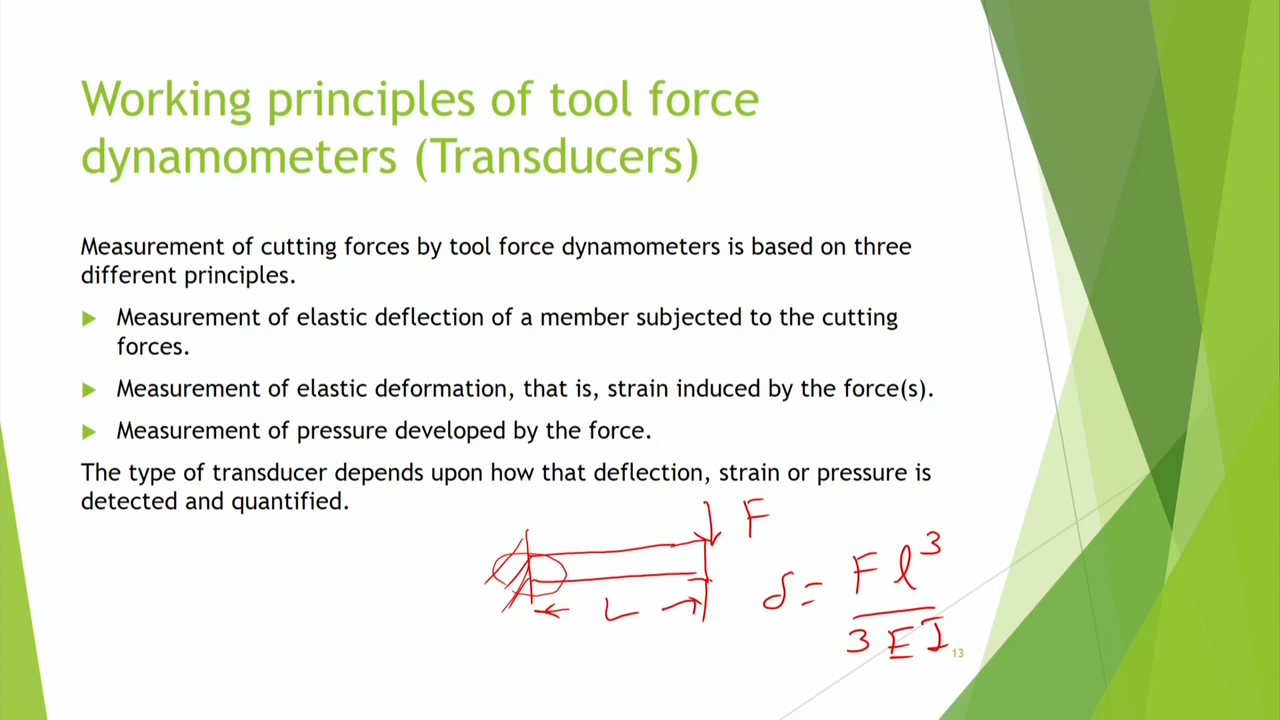 Working principles of tool force
dynamometers (Transducers)
Measurement of cutting forces by tool force dynamometers is based on three
different principles.
Measurement of elastic deflection of a member subjected to the cutting
forces.
Measurement of elastic deformation, that is, strain induced by the force(s).
Measurement of pressure developed by the force.
The type of transducer depends upon how that deflection, strain or pressure is
detected and quantified.
F
L
δ = F l³
3 E I
13